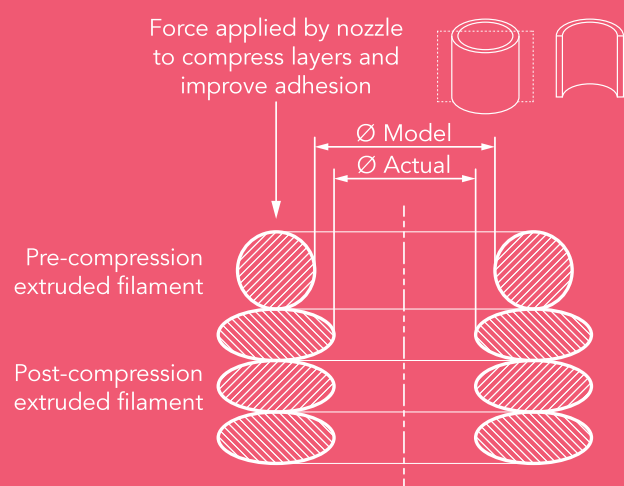 Force applied by nozzle
to compress layers and
improve adhesion
Ø Model
Ø Actual
Pre-compression
extruded filament
Post-compression
extruded filament